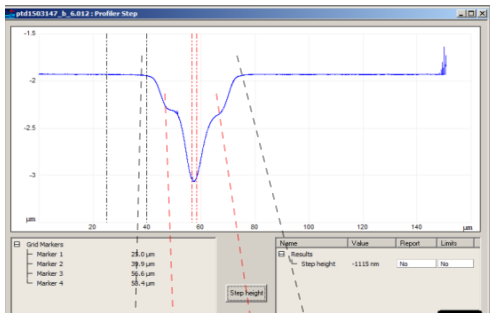 ptd1503147_b_6.012 : Profiler Step
-1.5
-2
-2.5
-3
µm 20 40 60 80 100 120 140 µm
Grid Markers
Marker 1 25.0 µm
Marker 2 39.9 µm
Marker 3 56.6 µm
Marker 4 58.4 µm
Step height
Name Value Report Limits
Results
Step height -1115 nm No No